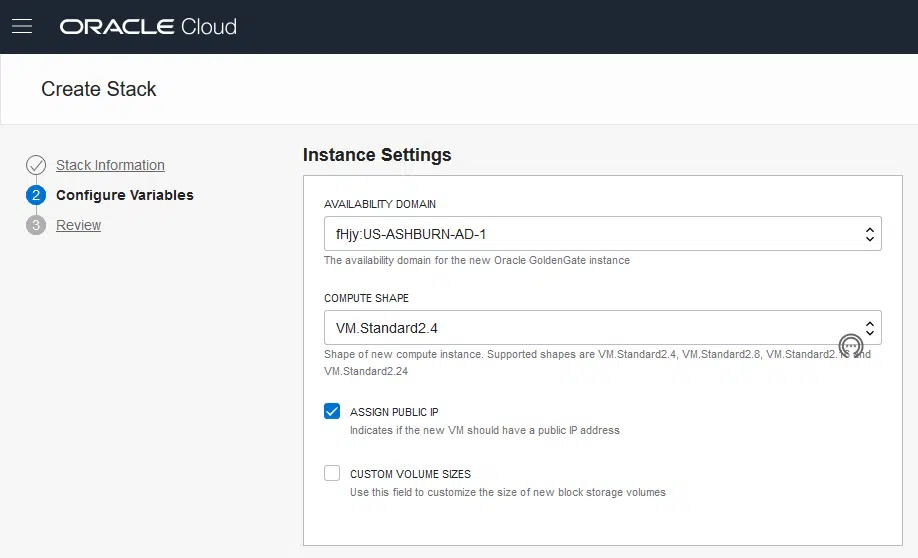 ORACLE Cloud
Create Stack
Stack Information
2 Configure Variables
3 Review
Instance Settings
AVAILABILITY DOMAIN
fHjy:US-ASHBURN-AD-1
The availability domain for the new Oracle GoldenGate instance
COMPUTE SHAPE
VM.Standard2.4
Shape of new compute instance. Supported shapes are VM.Standard2.4, VM.Standard2.8, and
VM.Standard2.24
ASSIGN PUBLIC IP
Indicates if the new VM should have a public IP address
CUSTOM VOLUME SIZES
Use this field to customize the size of new block storage volumes